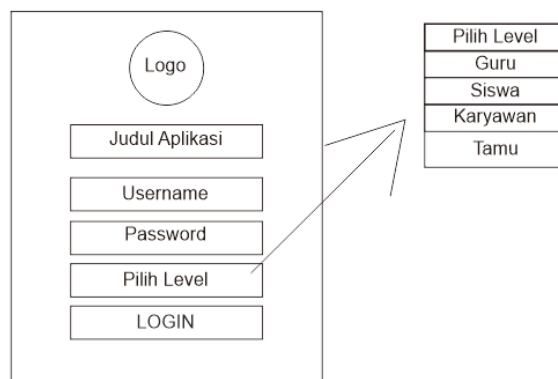 Logo
Judul Aplikasi
Username
Password
Pilih Level
LOGIN
Pilih Level
Guru
Siswa
Karyawan
Tamu